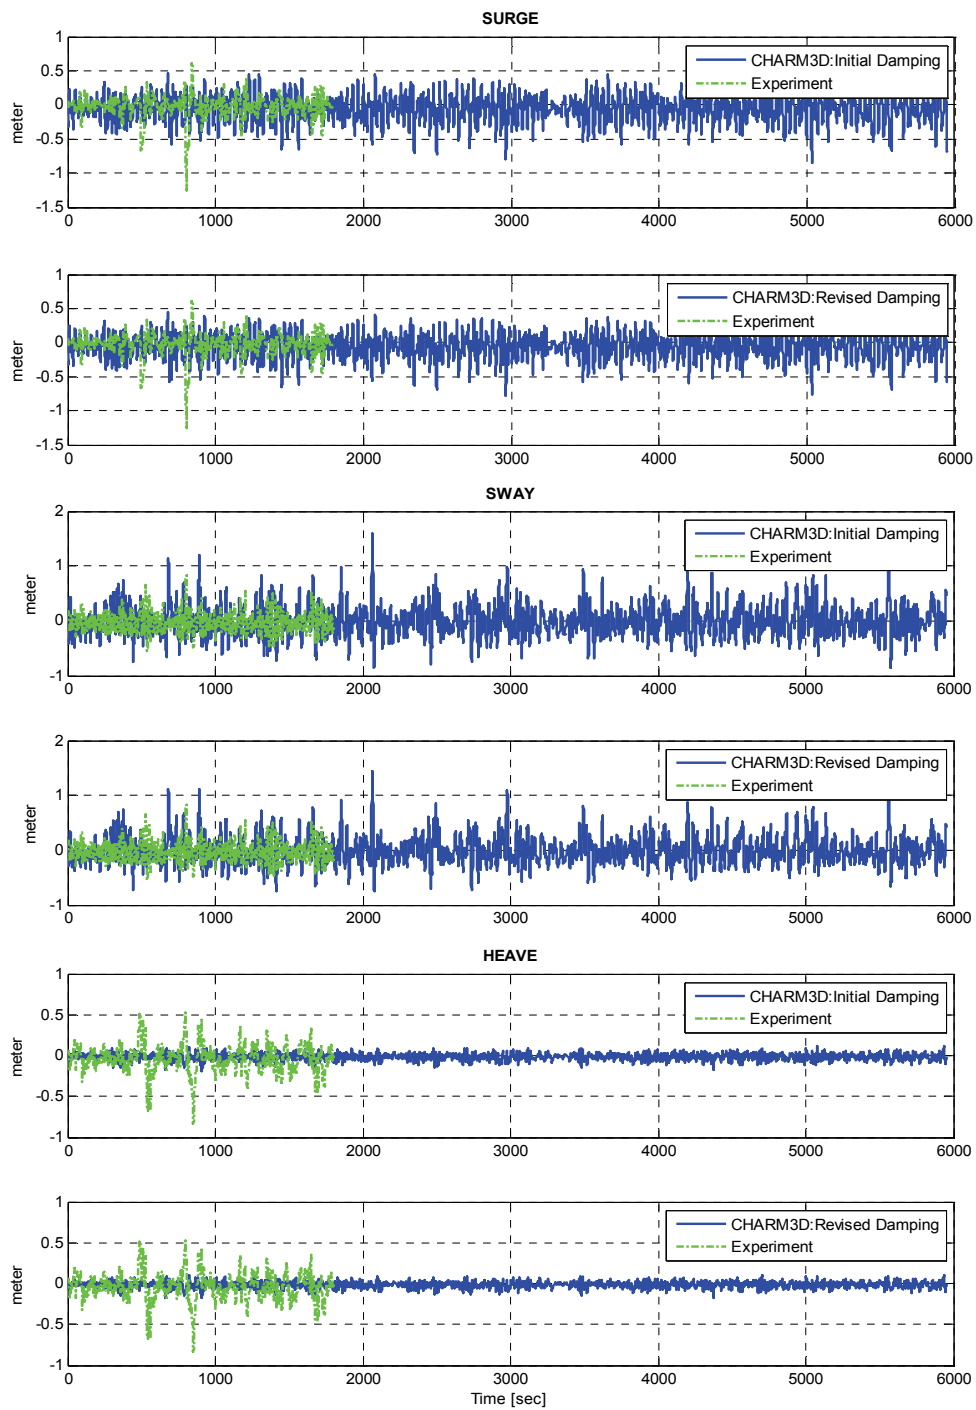 SURGE
1
0.5
0
-0.5
-1
-1.5
meter
CHARM3D:Initial Damping
Experiment
0 1000 2000 3000 4000 5000 6000
1
0.5
0
-0.5
-1
-1.5
meter
CHARM3D:Revised Damping
Experiment
0 1000 2000 3000 4000 5000 6000
SWAY
2
1
0
-1
meter
CHARM3D:Initial Damping
Experiment
0 1000 2000 3000 4000 5000 6000
2
1
0
-1
meter
CHARM3D:Revised Damping
Experiment
0 1000 2000 3000 4000 5000 6000
HEAVE
1
0.5
0
-0.5
-1
meter
CHARM3D:Initial Damping
Experiment
0 1000 2000 3000 4000 5000 6000
1
0.5
0
-0.5
-1
meter
CHARM3D:Revised Damping
Experiment
0 1000 2000 3000 4000 5000 6000
Time [sec]